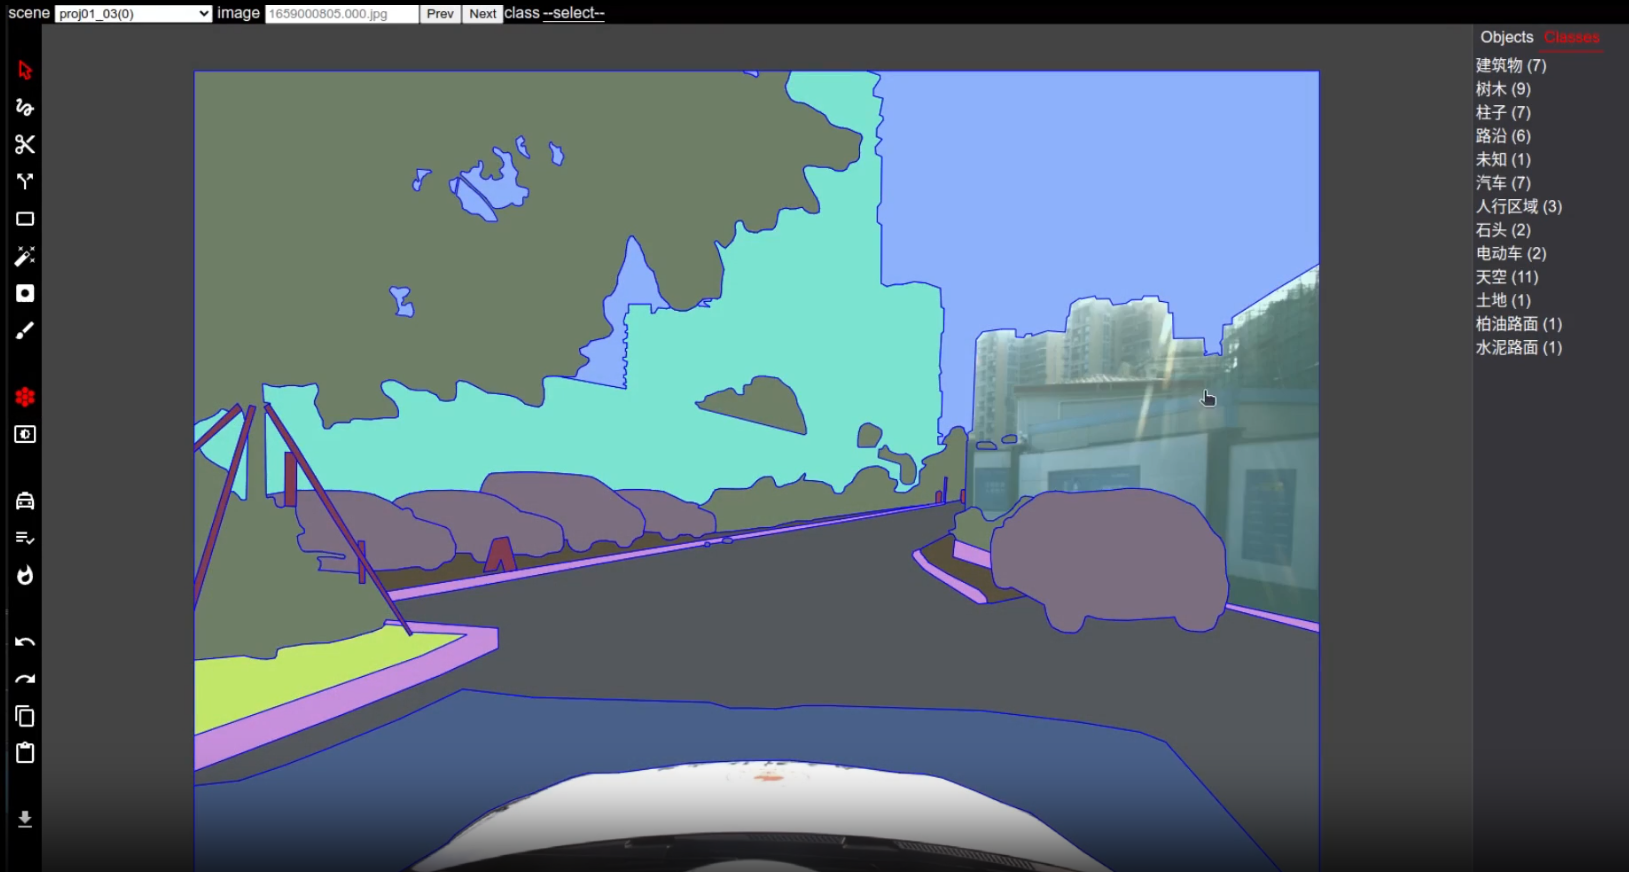 scene proj01_03(0) image 1659000805.000.jpg Prev Next class --select--
Objects Classes
建筑物 (7)
树木 (9)
柱子 (7)
路沿 (6)
未知 (1)
汽车 (7)
人行区域 (3)
石头 (2)
电动车 (2)
天空 (11)
土地 (1)
柏油路面 (1)
水泥路面 (1)